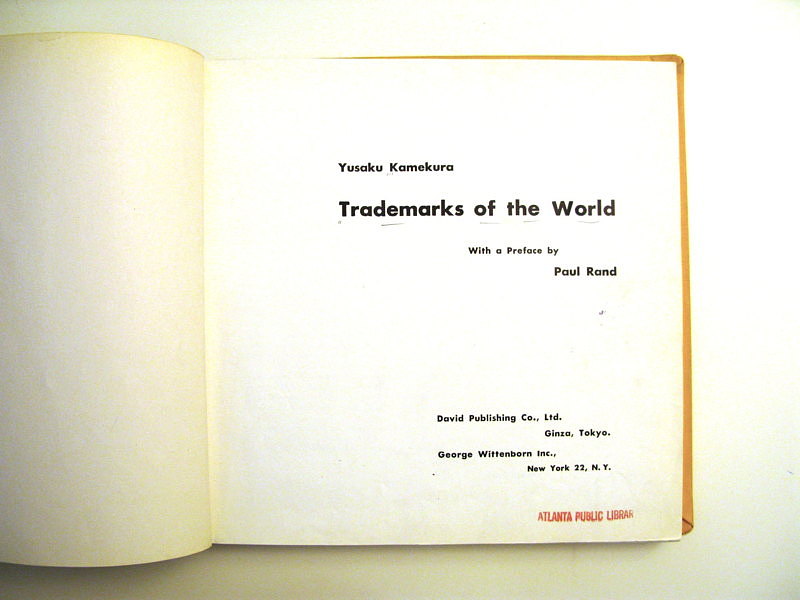 Yusaku Kamekura
Trademarks of the World
With a Preface by
Paul Rand
David Publishing Co., Ltd.
Ginza, Tokyo.
George Wittenborn Inc.,
New York 22, N.Y.
ATLANTA PUBLIC LIBRAR